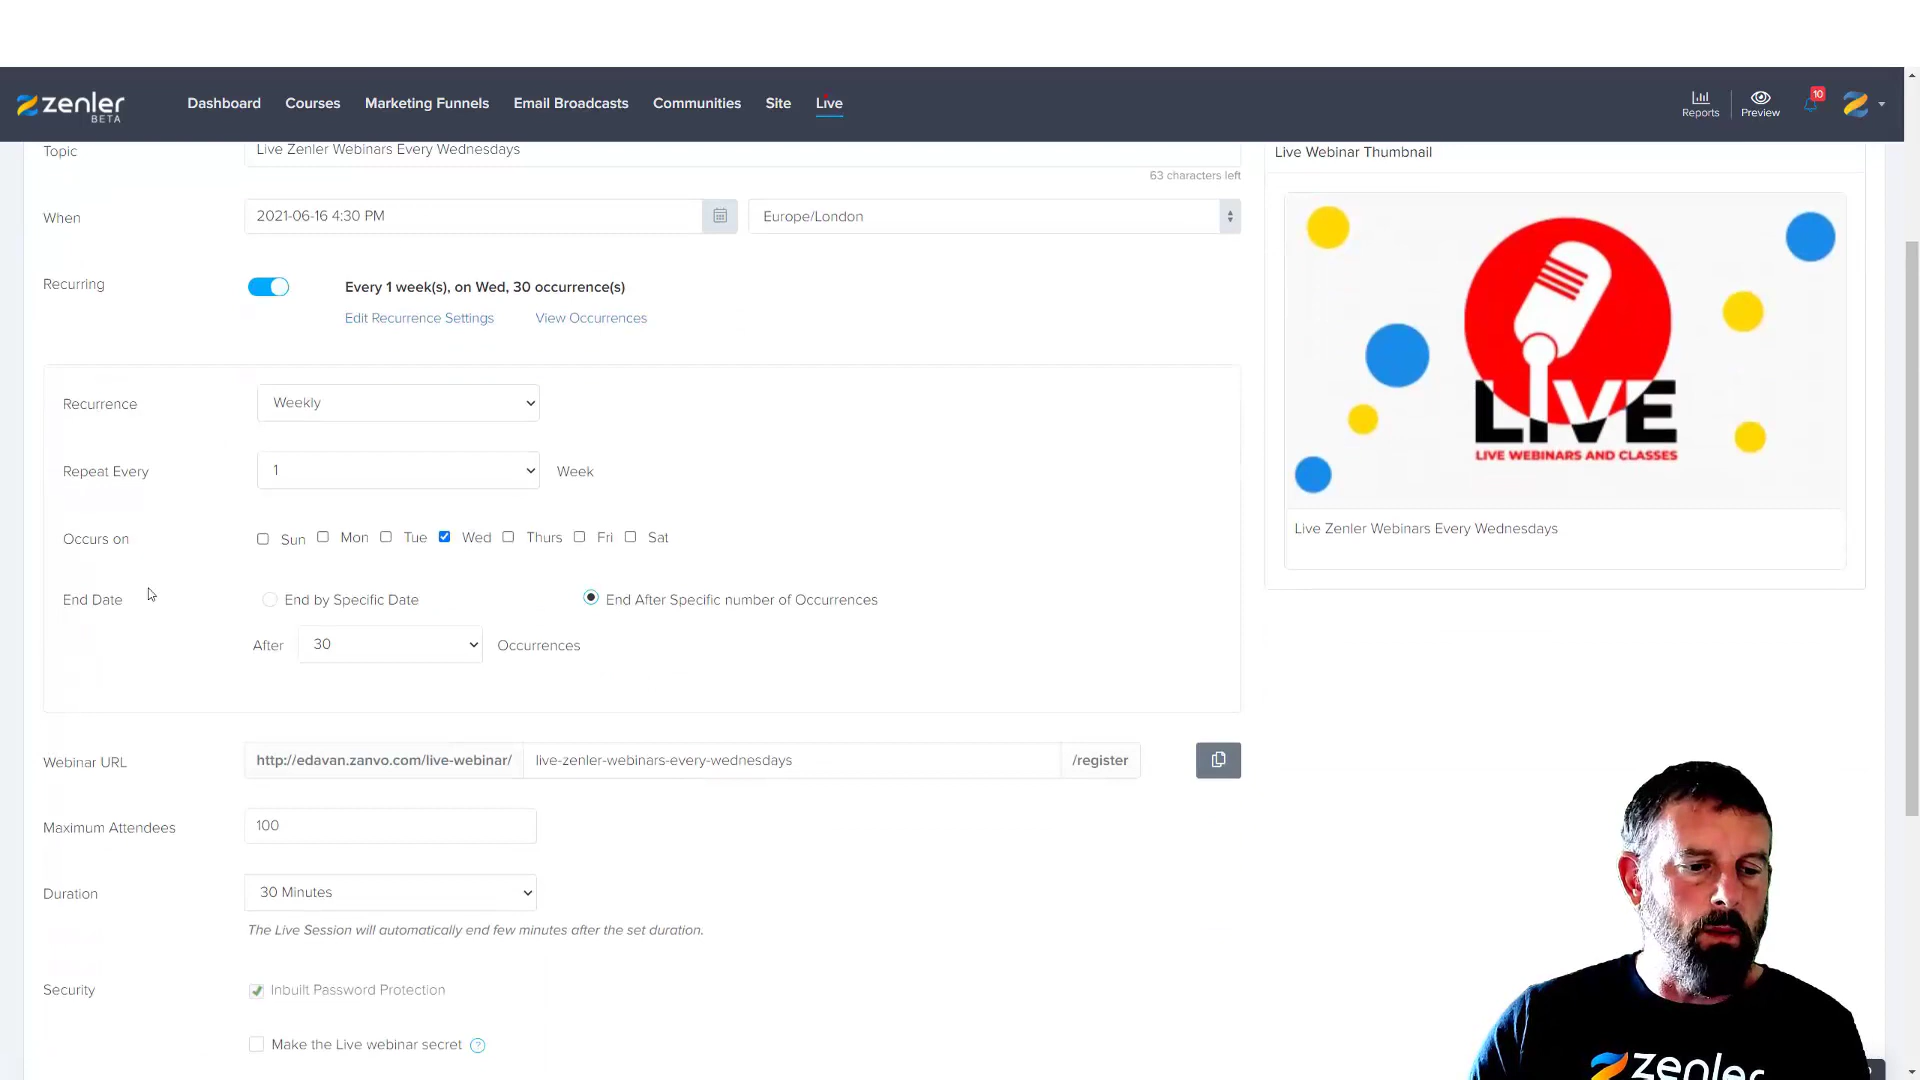 zenler
BETA
Dashboard Courses Marketing Funnels Email Broadcasts Communities Site Live
Reports
Preview
10
Topic
Live Zenler Webinars Every Wednesdays
63 characters left
When
2021-06-16 4:30 PM
Europe/London
Recurring
Every 1 week(s), on Wed, 30 occurrence(s)
Edit Recurrence Settings View Occurrences
Recurrence
Weekly
Repeat Every
1
Week
Occurs on
Sun Mon Tue Wed Thurs Fri Sat
End Date
End by Specific Date
End After Specific number of Occurrences
After
30
Occurrences
Webinar URL
http://edavan.zanvo.com/live-webinar/
live-zenler-webinars-every-wednesdays
/register
Maximum Attendees
100
Duration
30 Minutes
The Live Session will automatically end few minutes after the set duration.
Security
Inbuilt Password Protection
Make the Live webinar secret ?
Live Webinar Thumbnail
LIVE
LIVE WEBINARS AND CLASSES
Live Zenler Webinars Every Wednesdays
zenler